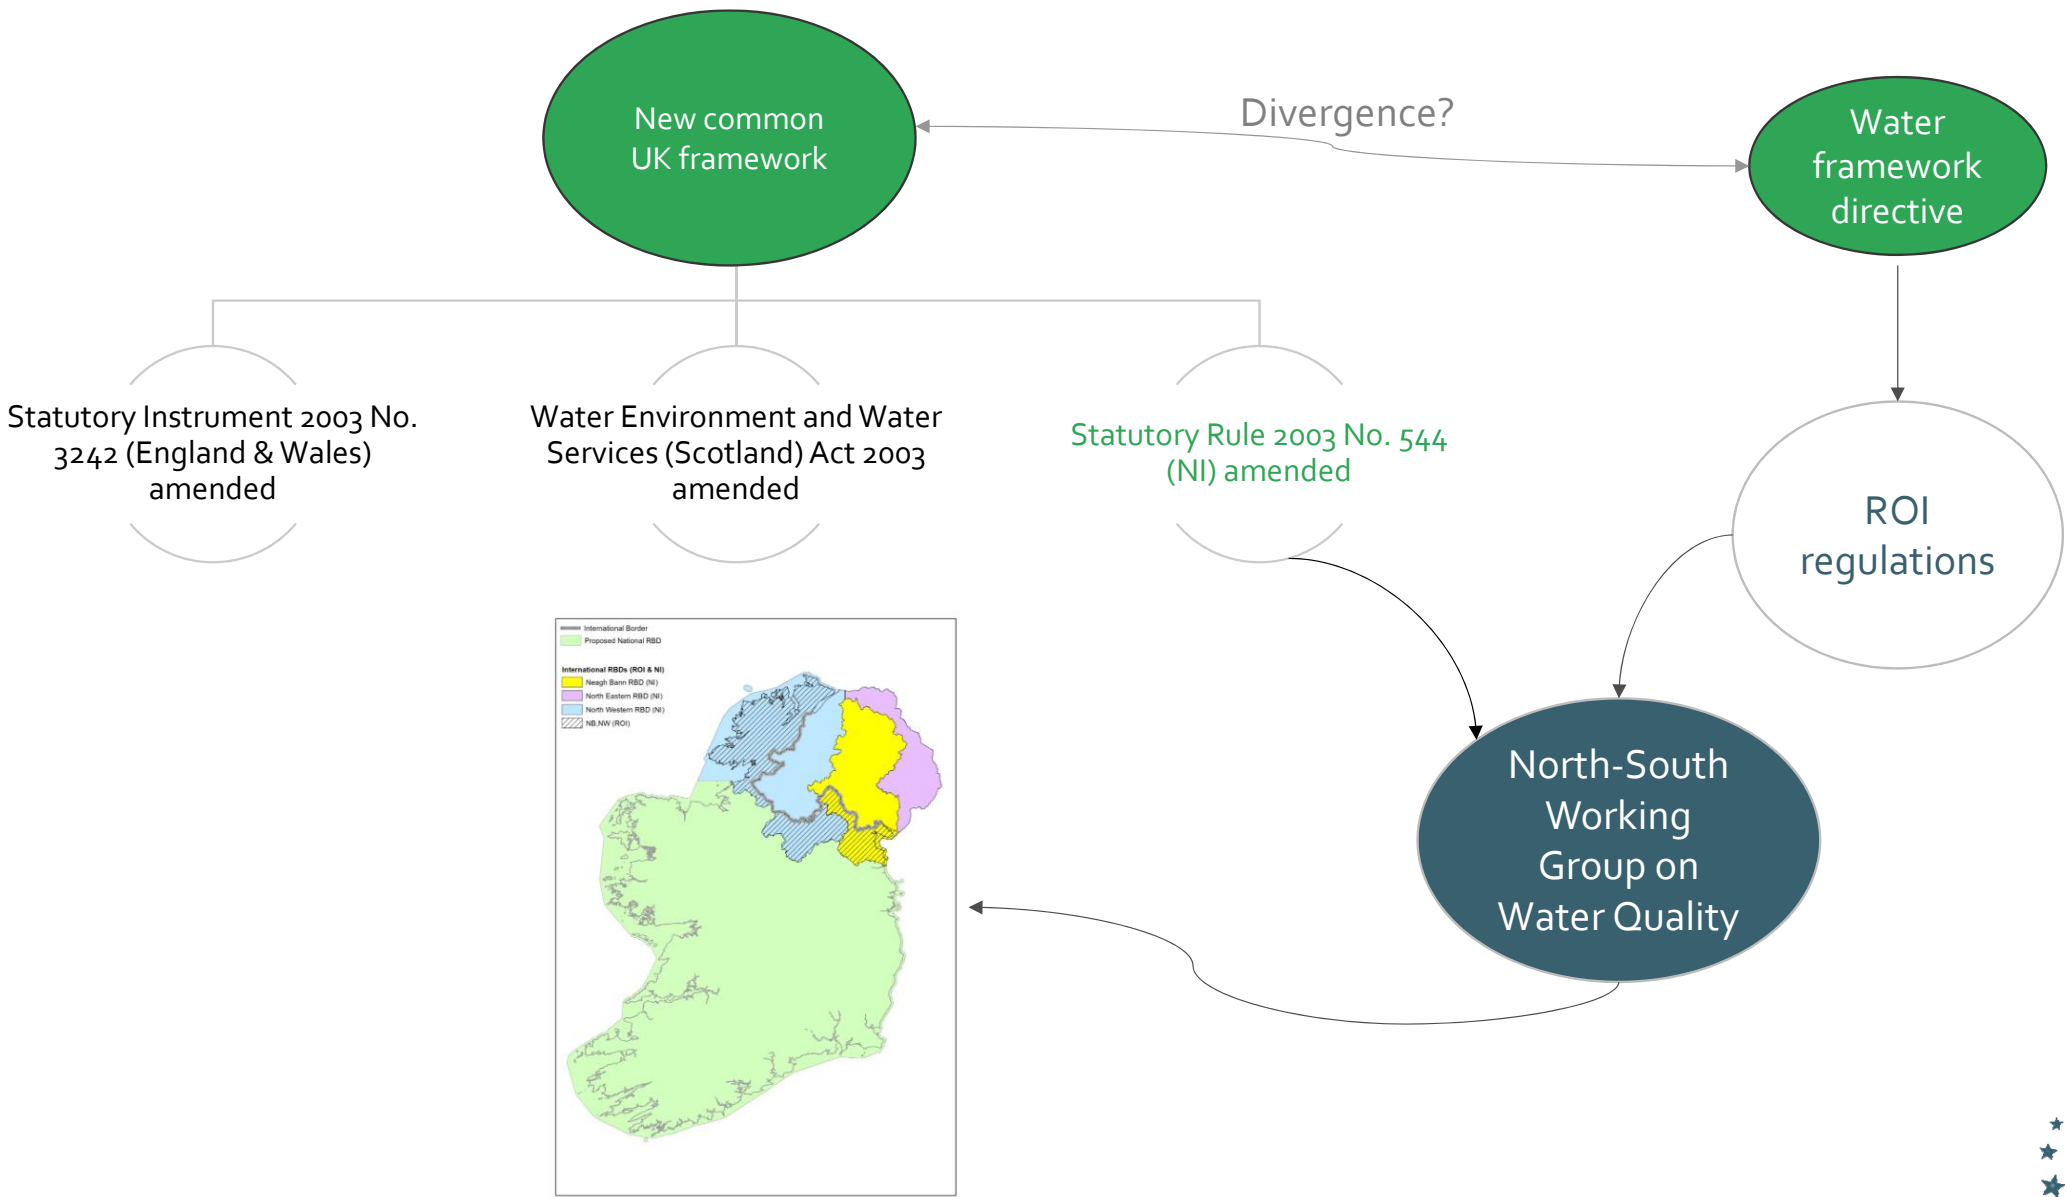 New common
UK framework
Divergence?
Water
framework
directive
Statutory Instrument 2003 No.
3242 (England & Wales)
amended
Water Environment and Water
Services (Scotland) Act 2003
amended
Statutory Rule 2003 No. 544
(NI) amended
ROI
regulations
International Border
Proposed National RBD
International RBDs (ROI & NI)
Neagh Bann RBD (NI)
North Eastern RBD (NI)
North Western RBD (NI)
NB,NW (ROI)
North-South
Working
Group on
Water Quality